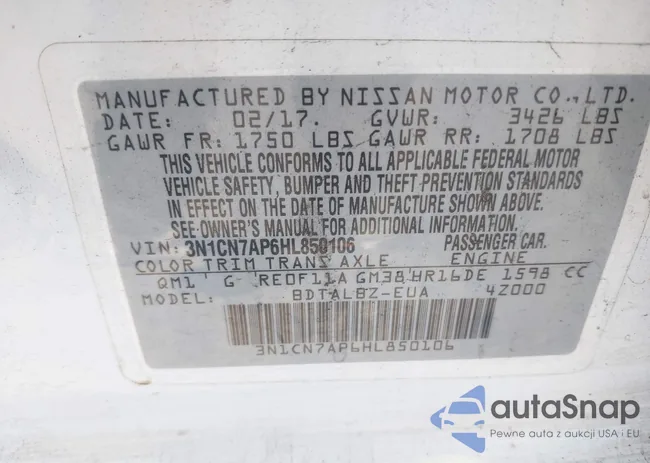 MANUFACTURED BY NISSAN MOTOR CO., LTD.
DATE: 02/17. GVWR: 3426 LBS
GAWR FR: 1750 LBS GAWR RR: 1708 LBS
THIS VEHICLE CONFORMS TO ALL APPLICABLE FEDERAL MOTOR
VEHICLE SAFETY, BUMPER AND THEFT PREVENTION STANDARDS
IN EFFECT ON THE DATE OF MANUFACTURE SHOWN ABOVE.
SEE OWNER'S MANUAL FOR ADDITIONAL INFORMATION.
VIN: 3N1CN7AP6HL850106 PASSENGER CAR.
COLOR TRIM TRANS AXLE ENGINE
QM1 G RE0F11A GM38 HR16DE 1598 CC
MODEL: BDTALBZ-EUA 4Z000
3N1CN7AP6HL850106
autaSnap
Pewne auta z aukcji USA i EU